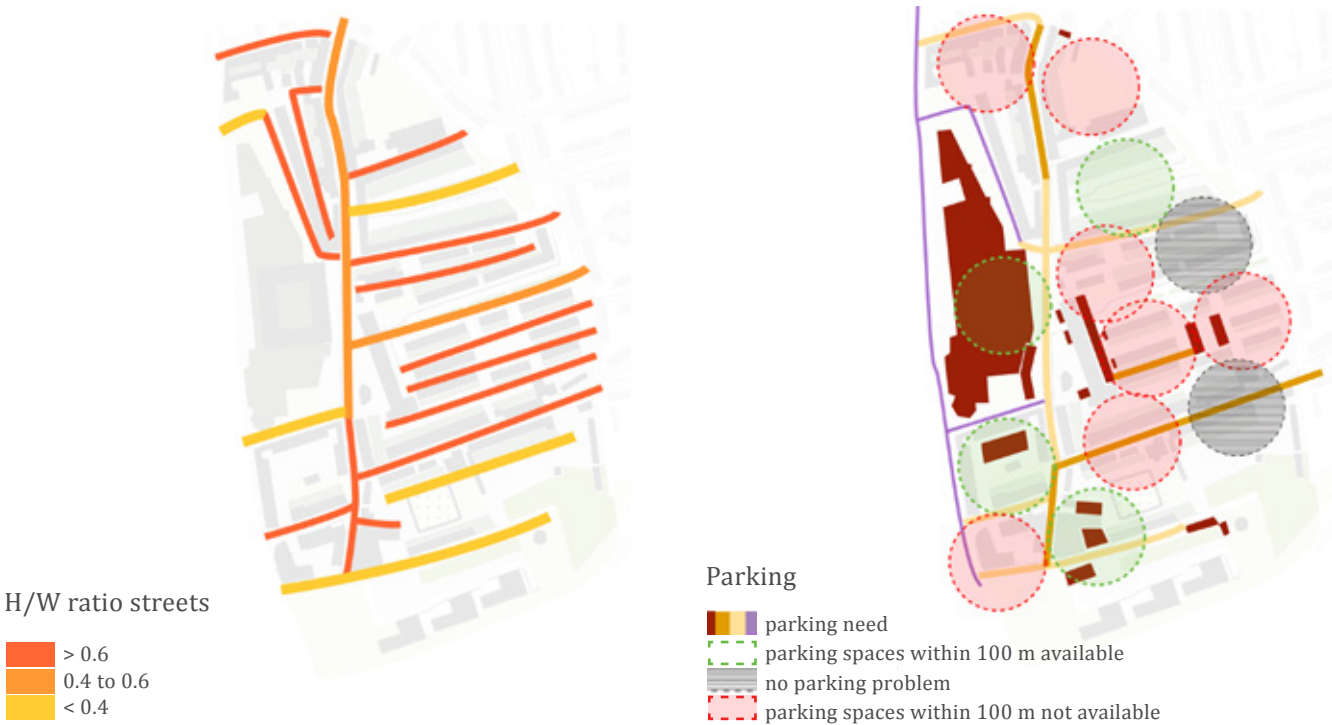 H/W ratio streets
> 0.6
0.4 to 0.6
< 0.4
Parking
parking need
parking spaces within 100 m available
no parking problem
parking spaces within 100 m not available